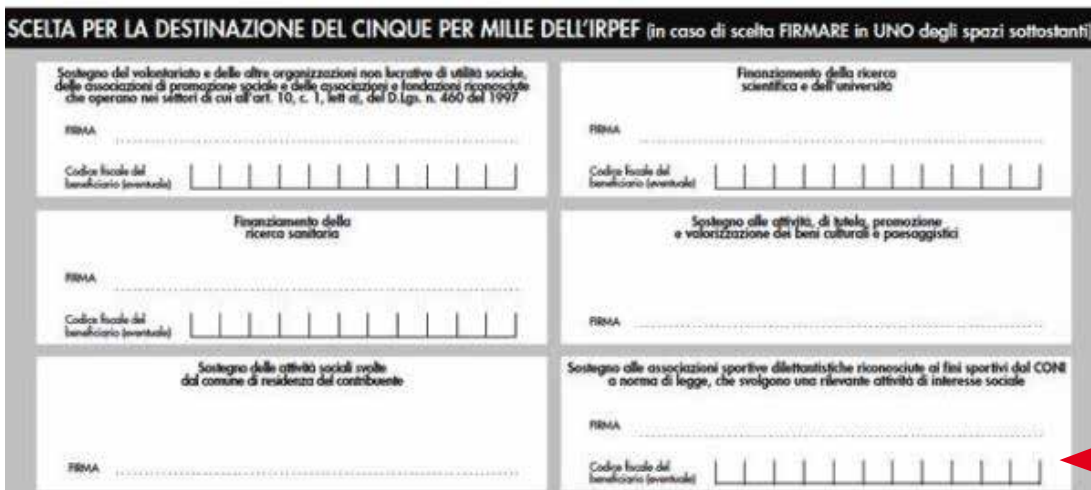 SCELTA PER LA DESTINAZIONE DEL CINQUE PER MILLE DELL'IRPEF (in caso di scelta FIRMARE in UNO degli spazi sottostanti)
Sostegno del volontariato e delle altre organizzazioni non lucrative di utilità sociale,
delle associazioni di promozione sociale e delle associazioni e fondazioni riconosciute
che operano nei settori di cui all'art. 10, c. 1, lett a), del D.Lgs. n. 460 del 1997
FIRMA
Codice fiscale del
beneficiario (eventuale)
Finanziamento della ricerca
scientifica e dell'università
FIRMA
Codice fiscale del
beneficiario (eventuale)
Finanziamento della
ricerca sanitaria
FIRMA
Codice fiscale del
beneficiario (eventuale)
Sostegno alle attività, di tutela, promozione
e valorizzazione dei beni culturali e paesaggistici
FIRMA
Sostegno delle attività sociali svolte
dal comune di residenza del contribuente
FIRMA
Sostegno alle associazioni sportive dilettantistiche riconosciute ai fini sportivi dal CONI
a norma di legge, che svolgono una rilevante attività di interesse sociale
FIRMA
Codice fiscale del
beneficiario (eventuale)